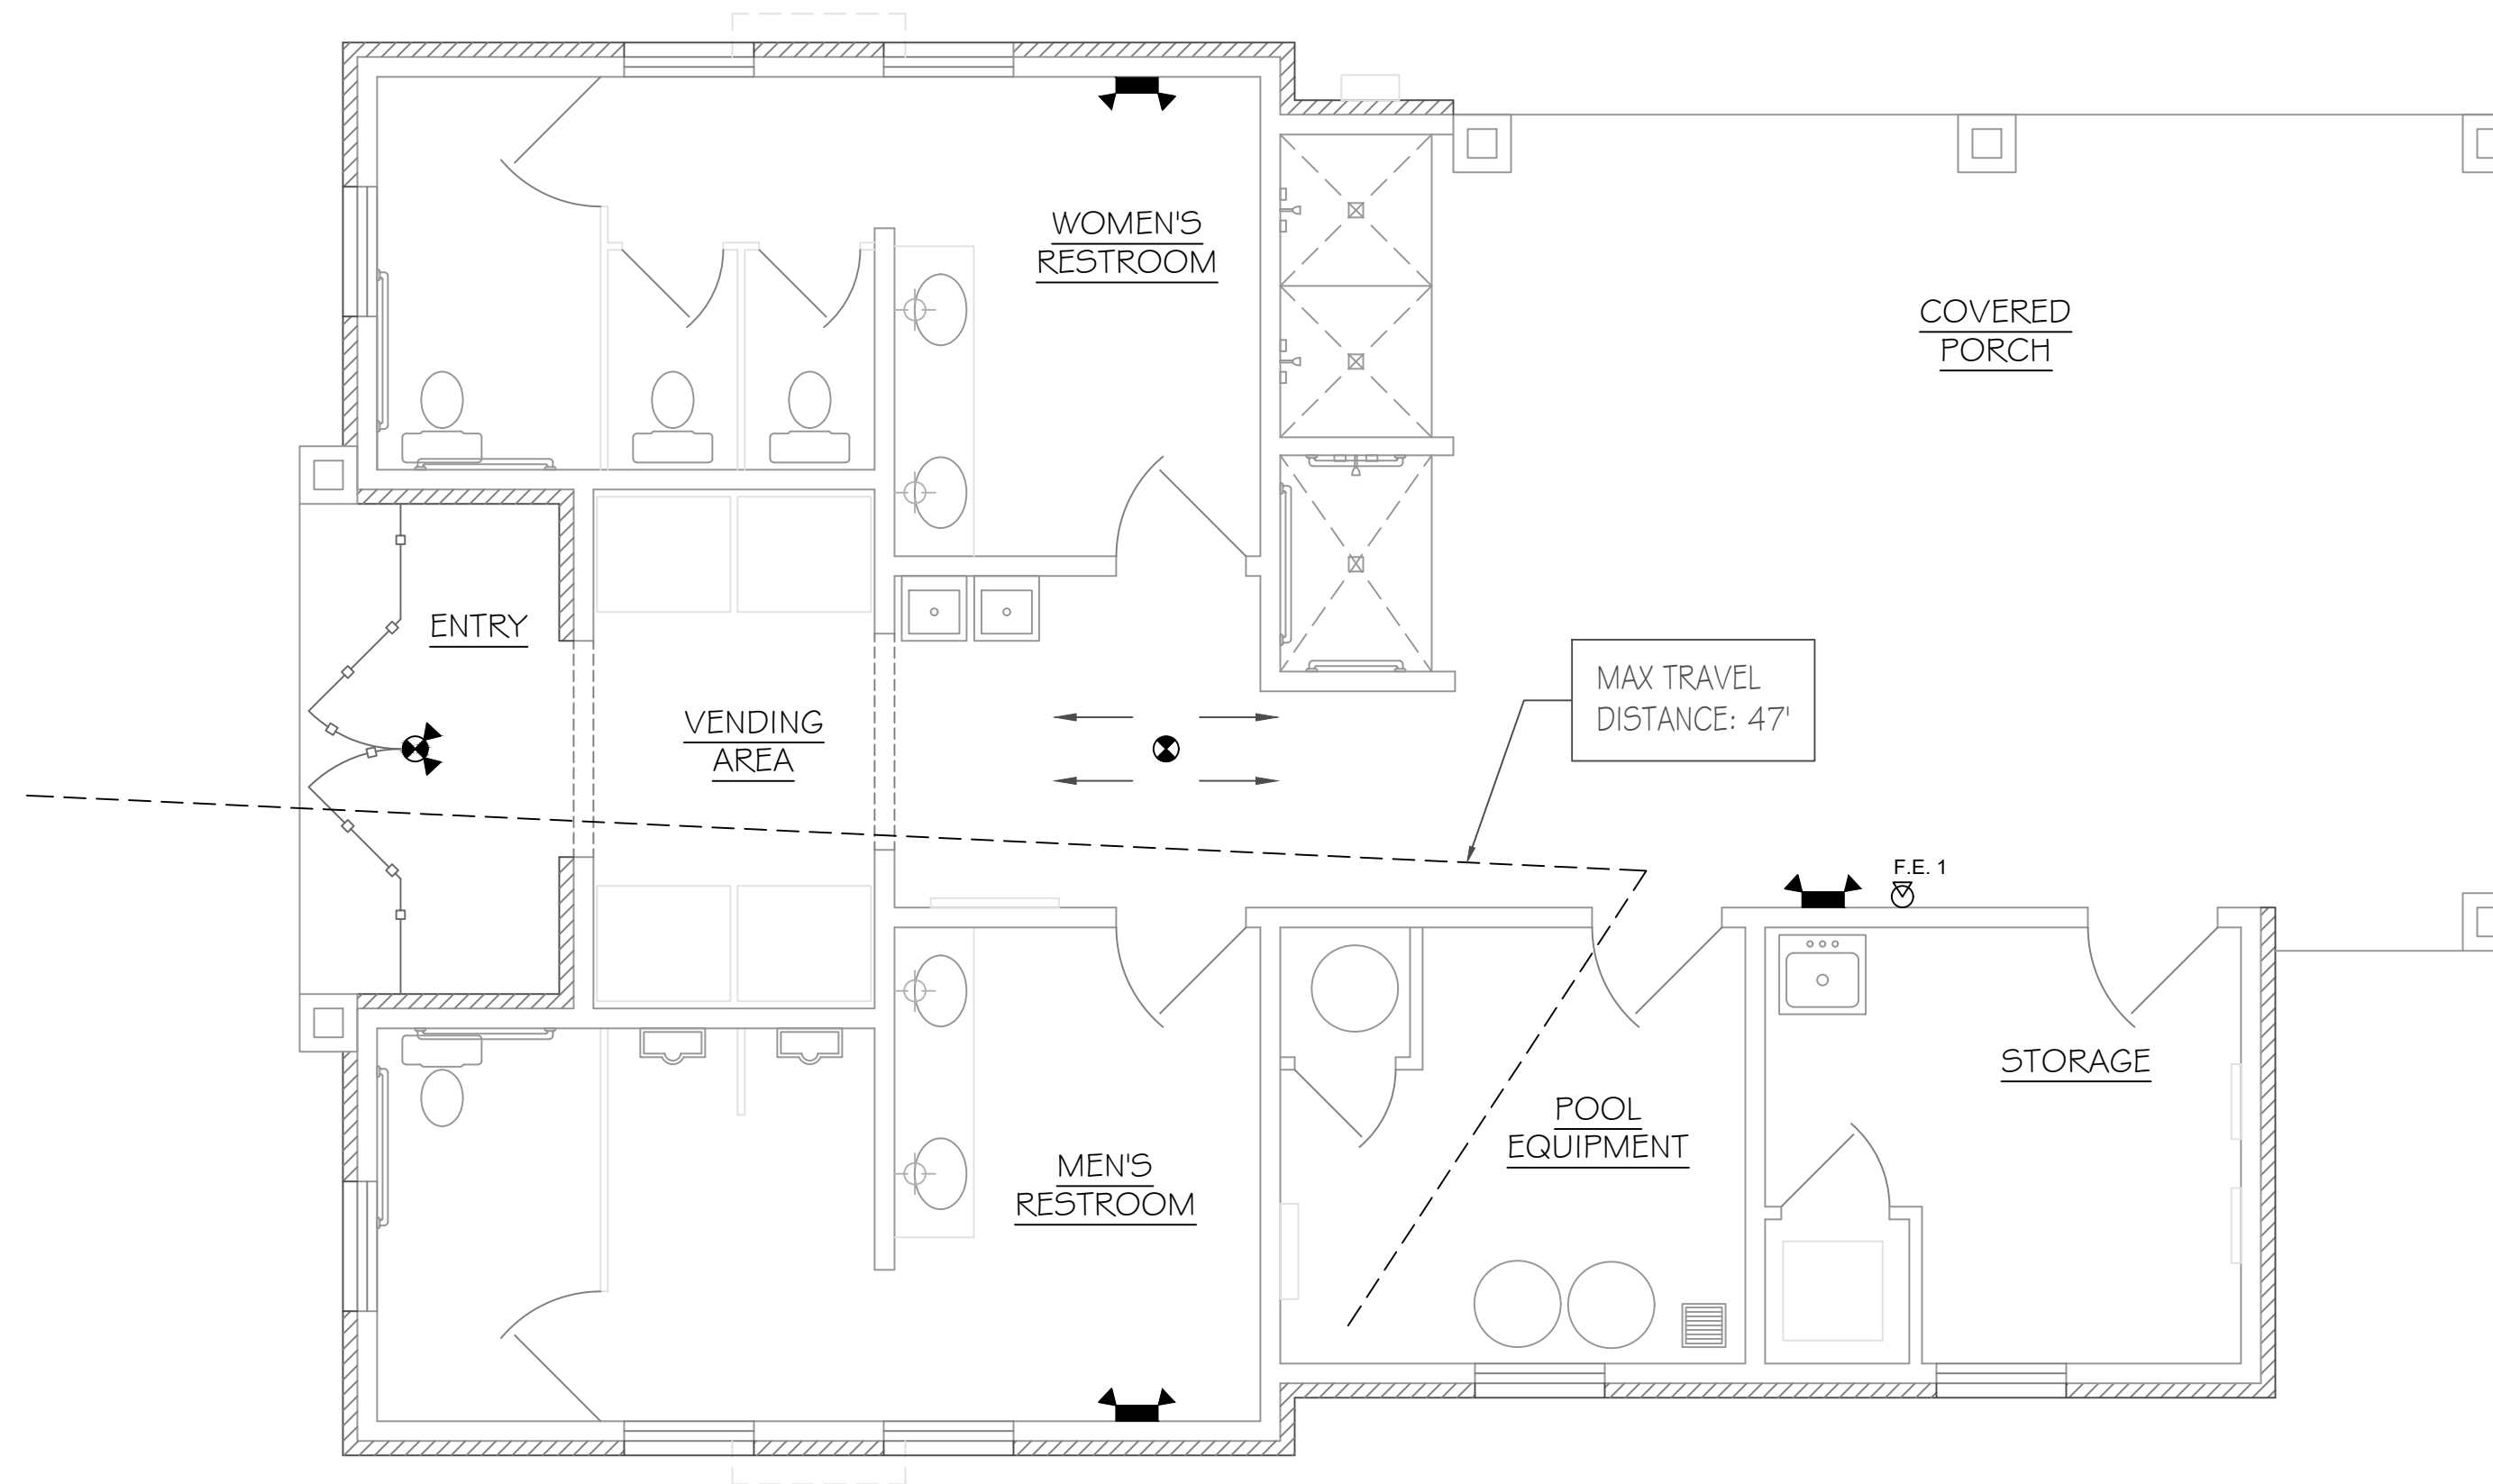 WOMEN'S
RESTROOM
COVERED
PORCH
ENTRY
VENDING
AREA
MAX TRAVEL
DISTANCE: 47'
F.E. 1
STORAGE
POOL
EQUIPMENT
MEN'S
RESTROOM